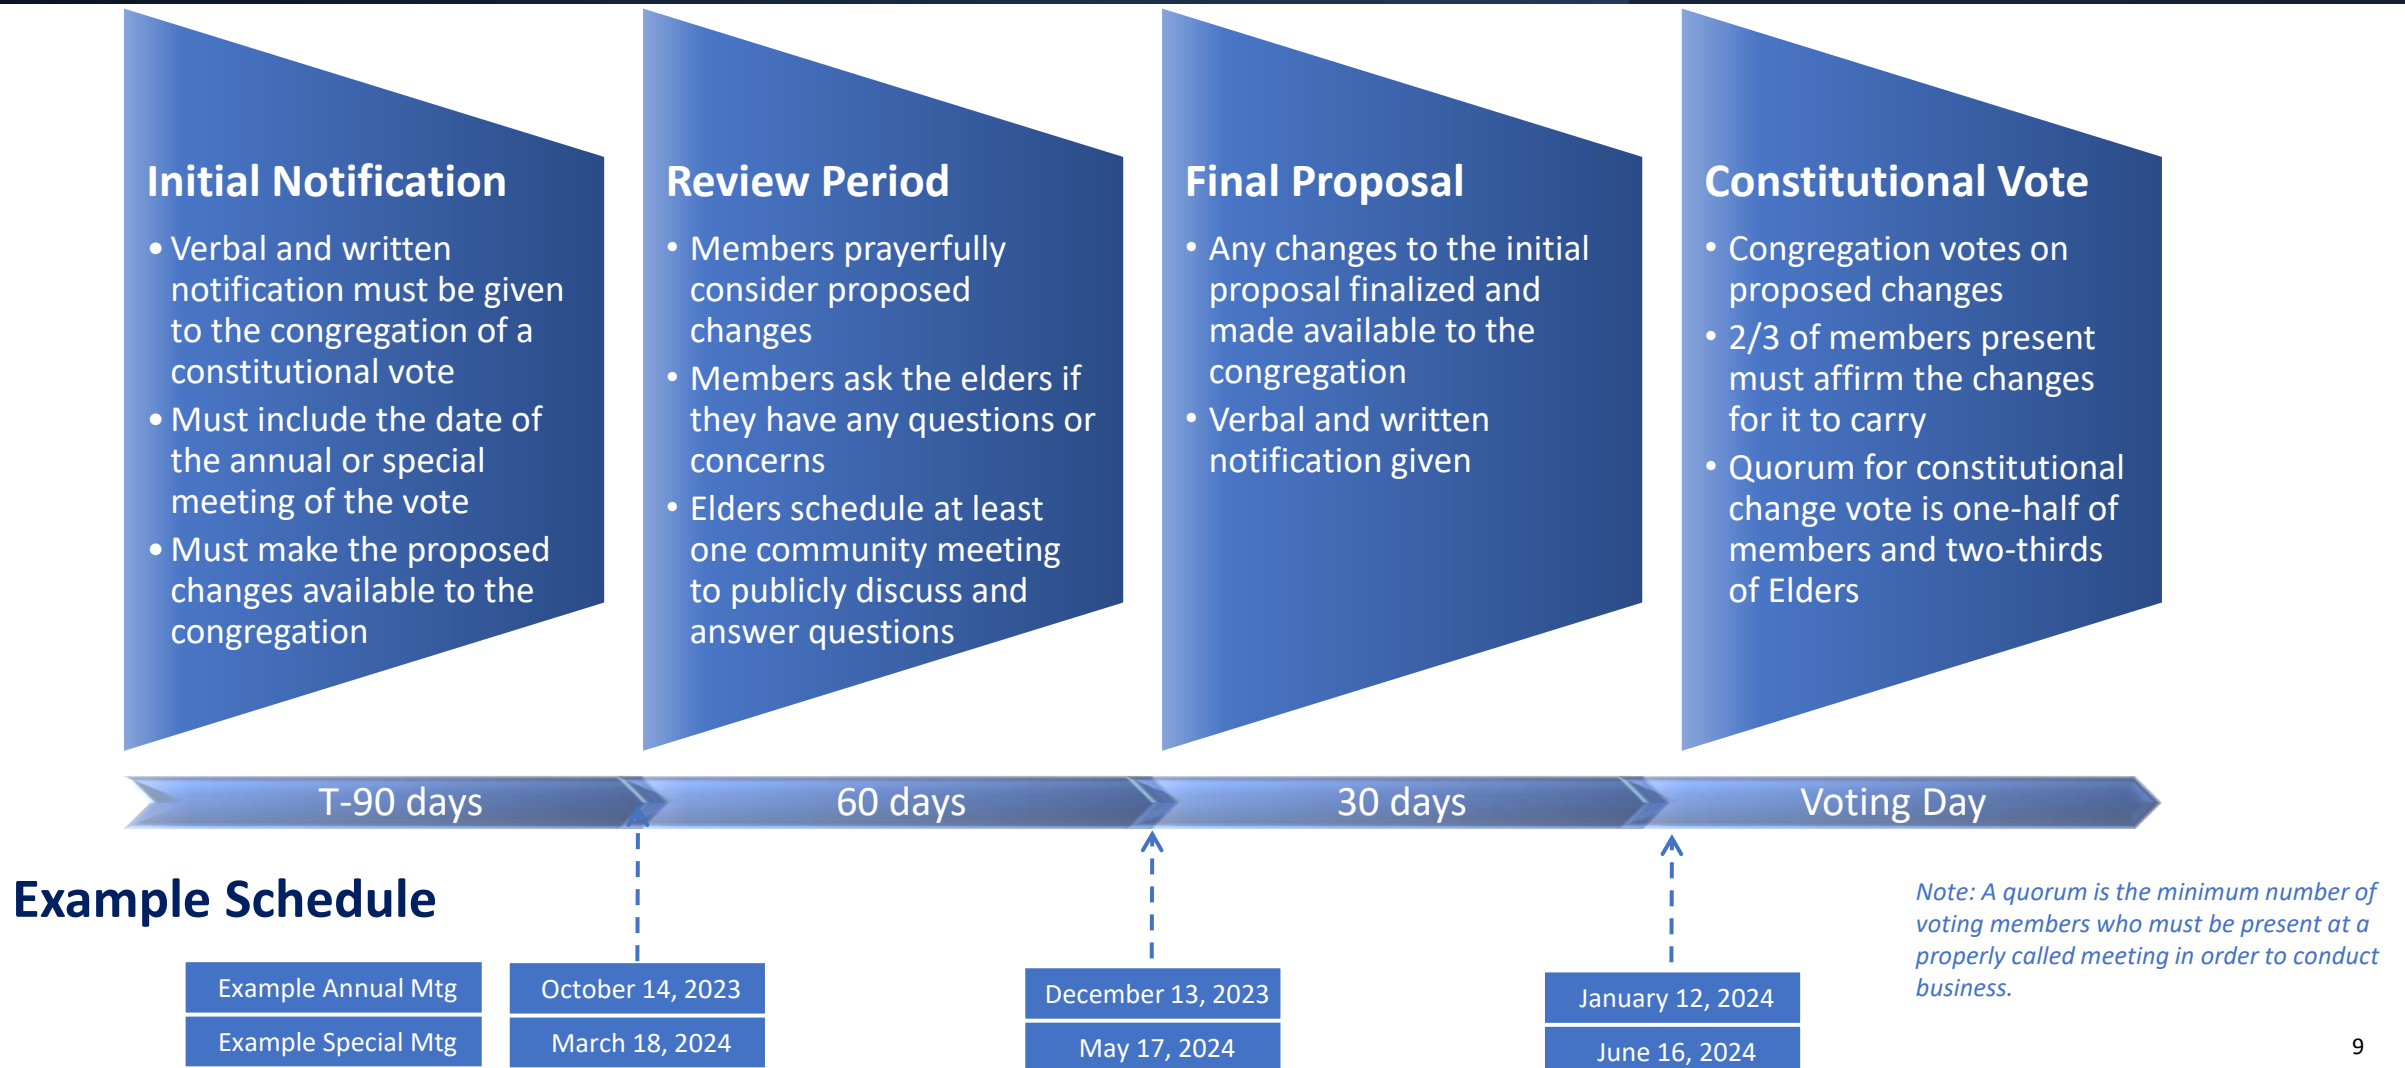 Initial Notification
• Verbal and written
notification must be given
to the congregation of a
constitutional vote
• Must include the date of
the annual or special
meeting of the vote
• Must make the proposed
changes available to the
congregation
Review Period
• Members prayerfully
consider proposed
changes
• Members ask the elders if
they have any questions or
concerns
• Elders schedule at least
one community meeting
to publicly discuss and
answer questions
Final Proposal
• Any changes to the initial
proposal finalized and
made available to the
congregation
• Verbal and written
notification given
Constitutional Vote
• Congregation votes on
proposed changes
• 2/3 of members present
must affirm the changes
for it to carry
• Quorum for constitutional
change vote is one-half of
members and two-thirds
of Elders
T-90 days
60 days
30 days
Voting Day
Example Schedule
Example Annual Mtg
October 14, 2023
December 13, 2023
January 12, 2024
Example Special Mtg
March 18, 2024
May 17, 2024
June 16, 2024
Note: A quorum is the minimum number of
voting members who must be present at a
properly called meeting in order to conduct
business.
9